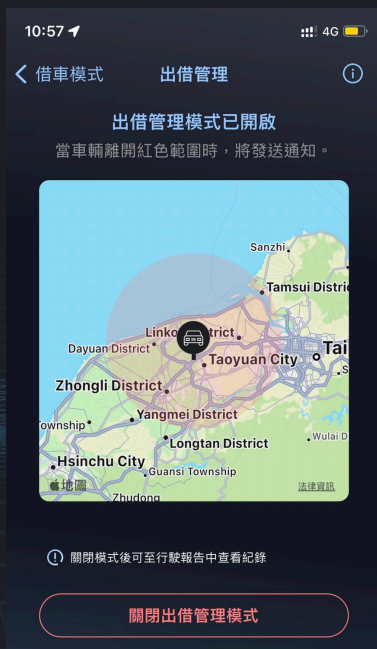 10:57
4G
借車模式
出借管理
出借管理模式已開啟
當車輛離開紅色範圍時，將發送通知。
Sanzhi
Tamsui Distri
Linko trict
Dayuan District
Tai
Taoyuan City
S
Zhongli District
Yangmei District
ownship
Longtan District
Wulai D
Hsinchu City
Guansi Township
地圖
法律資訊
Zhudong
關閉模式後可至行駛報告中查看紀錄
關閉出借管理模式